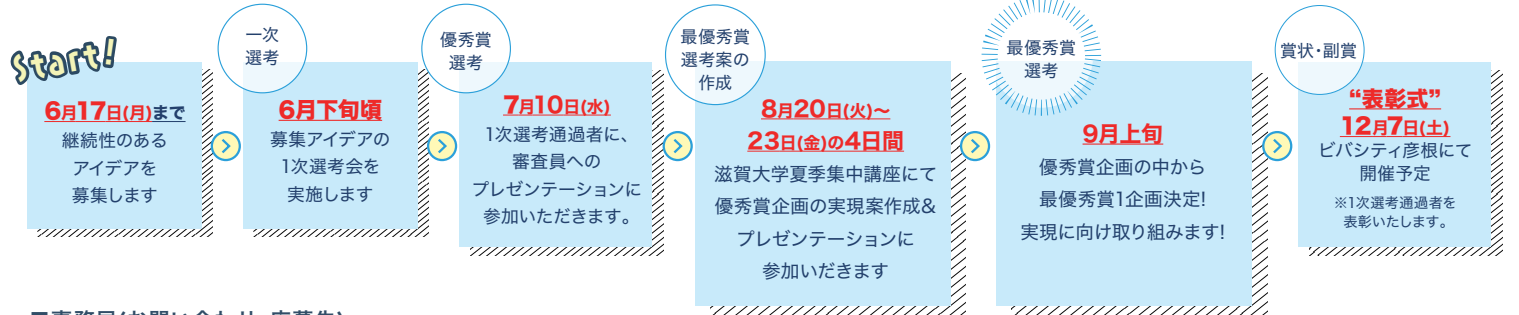 Start!
6月17日(月)まで
継続性のある
アイデアを
募集します
一次
選考
6月下旬頃
募集アイデアの
1次選考会を
実施します
優秀賞
選考
7月10日(水)
1次選考通過者に、
審査員への
プレゼンテーションに
参加いただきます。
最優秀賞
選考案の
作成
8月20日(火)〜
23日(金)の4日間
滋賀大学夏季集中講座にて
優秀賞企画の実現案作成&
プレゼンテーションに
参加いだきます
最優秀賞
選考
9月上旬
優秀賞企画の中から
最優秀賞1企画決定!
実現に向け取り組みます!
賞状・副賞
“表彰式”
12月7日(土)
ビバシティ彦根にて
開催予定
※1次選考通過者を
表彰いたします。